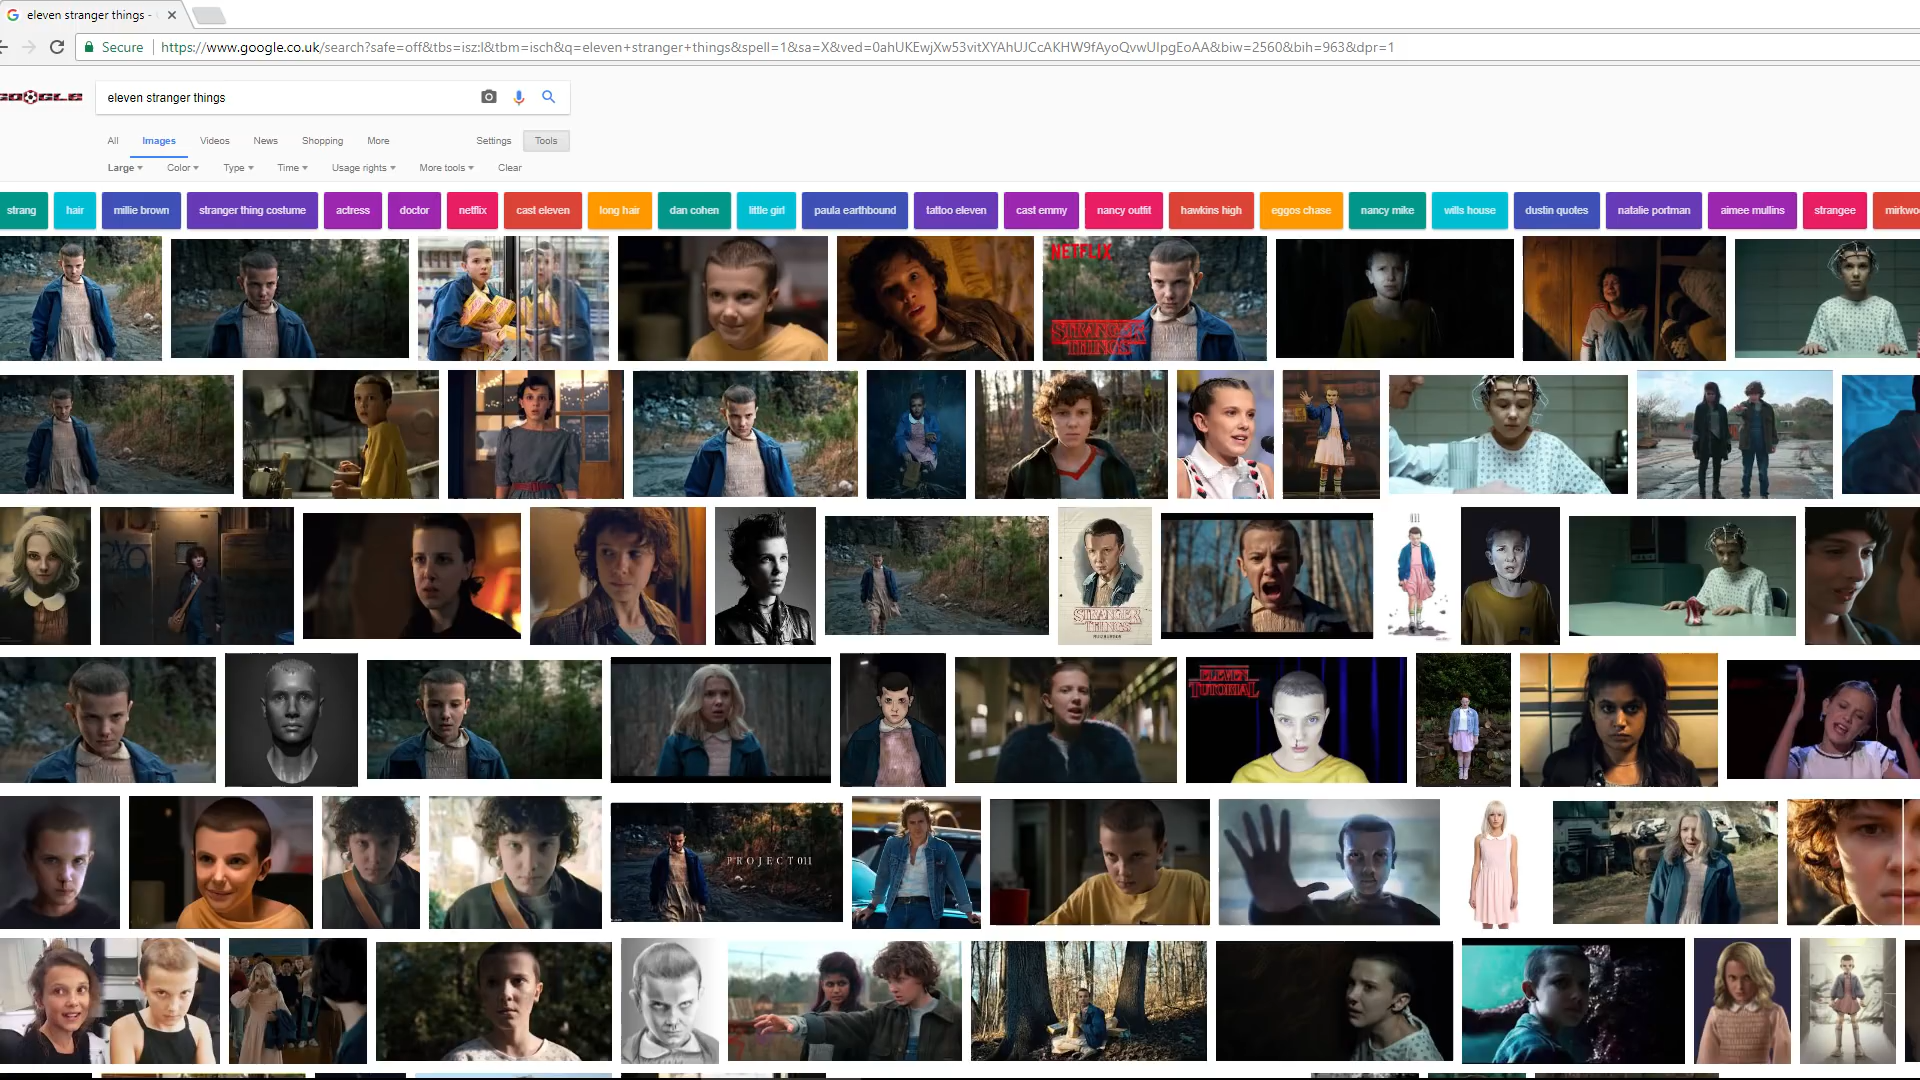 eleven stranger things -
Secure
https://www.google.co.uk/search?safe=off&tbs=isz:l&tbm=isch&q=eleven+stranger+things&spell=1&sa=X&ved=0ahUKEwjXw53vitXYAhUJCcAKHW9fAyoQvwUIpgEoAA&biw=2560&bih=963&dpr=1
eleven stranger things
All Images Videos News Shopping More Settings Tools
Large Color Type Time Usage rights More tools Clear
strang hair millie brown stranger thing costume actress doctor netflix cast eleven long hair dan cohen little girl paula earthbound tattoo eleven cast emmy nancy outfit hawkins high eggos chase nancy mike wills house dustin quotes natalie portman aimee mullins strangee mirkwoo
NETFLIX
STRANGER
THINGS
STRANGER
THINGS
ELEVEN
TUTORIAL
PROJECT 011